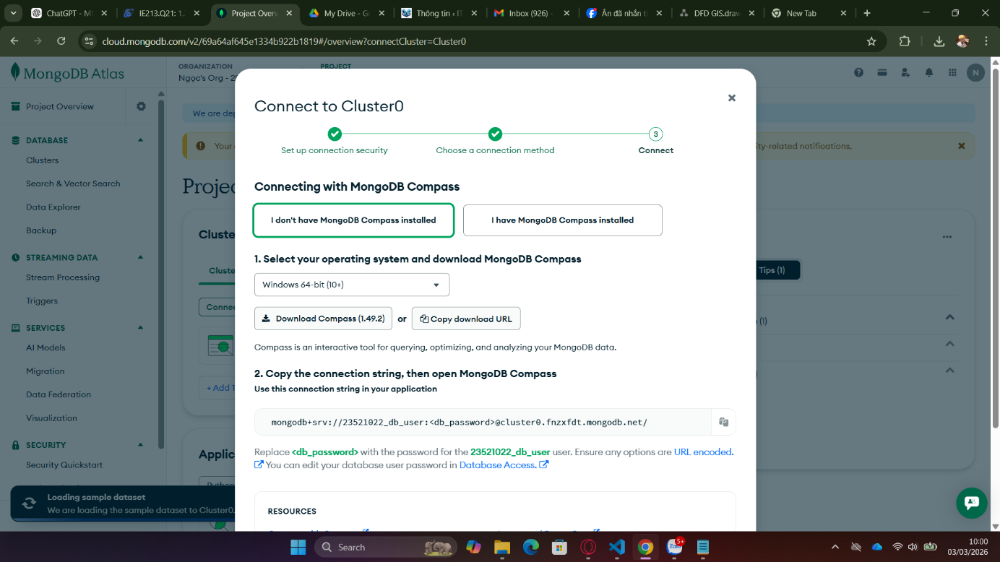 ChatGPT - M
IE213.Q21: 1.
Project Over
My Drive - G
Thông tin ‹ IT
Inbox (926) -
Ân đã nhắn t
DFD GIS.draw
New Tab
cloud.mongodb.com/v2/69a64af645e1334b922b1819#/overview?connectCluster=Cluster0
MongoDB Atlas
ORGANIZATION
Ngọc's Org - 2
PROJECT
N
Project Overview
We are de
Your
ity-related notifications.
DATABASE
Clusters
Search & Vector Search
Data Explorer
Backup
STREAMING DATA
Stream Processing
Triggers
SERVICES
AI Models
Migration
Data Federation
Visualization
SECURITY
Security Quickstart
Projec
Cluster
Cluste
Connec
+ Add T
Applic
Python
Tips (1)
(1)
Connect to Cluster0
3
Set up connection security
Choose a connection method
Connect
Connecting with MongoDB Compass
I don't have MongoDB Compass installed
I have MongoDB Compass installed
1. Select your operating system and download MongoDB Compass
Windows 64-bit (10+)
Download Compass (1.49.2)
or
Copy download URL
Compass is an interactive tool for querying, optimizing, and analyzing your MongoDB data.
2. Copy the connection string, then open MongoDB Compass
Use this connection string in your application
mongodb+srv://23521022_db_user:<db_password>@cluster0.fnzxfdt.mongodb.net/
Replace <db_password> with the password for the 23521022_db_user user. Ensure any options are URL encoded.
You can edit your database user password in Database Access.
RESOURCES
Loading sample dataset
We are loading the sample dataset to Cluster0.
Search
Zalo
5+
10:00
03/03/2026